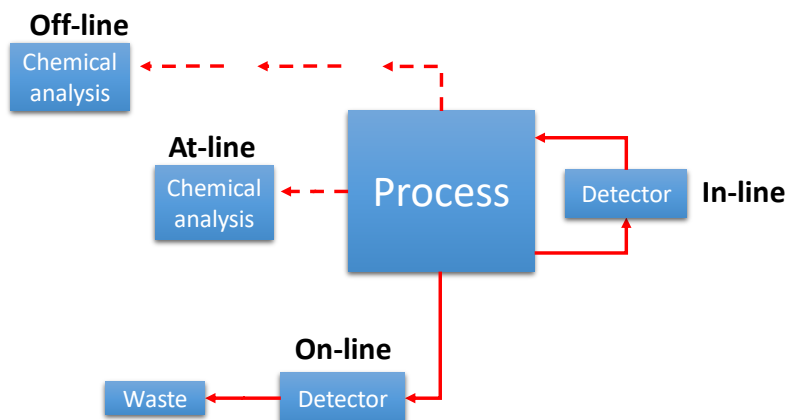 Off-line
Chemical
analysis
At-line
Chemical
analysis
Process
Detector
In-line
On-line
Waste
Detector